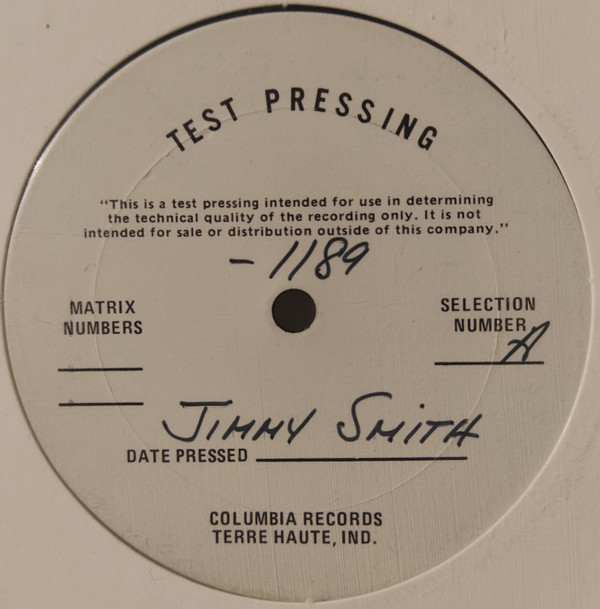 TEST PRESSING
"This is a test pressing intended for use in determining
the technical quality of the recording only. It is not
intended for sale or distribution outside of this company."
-1189
MATRIX
NUMBERS
SELECTION
NUMBER
A
JIMMY SMITH
DATE PRESSED
COLUMBIA RECORDS
TERRE HAUTE, IND.